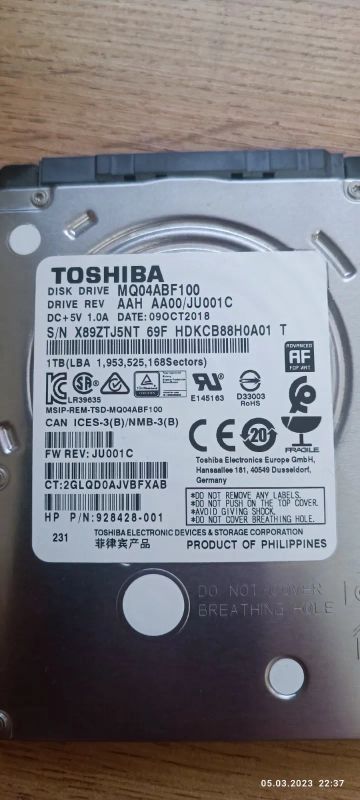 TOSHIBA
DISK DRIVE MQ04ABF100
DRIVE REV AAH AA00/JU001C
DC+5V 1.0A DATE:09OCT2018
S/N X89ZTJ5NT 69F HDKCB88H0A01 T
1TB(LBA 1,953,525,168Sectors)
ADVANCED
AF
FORMAT
LR39635
E145163
D33003
RoHS
MSIP-REM-TSD-MQ04ABF100
CAN ICES-3(B)/NMB-3(B)
20
FRAGILE
FW REV:JU001C
Toshiba Electronics Europe GmbH,
Hansaallee 181, 40549 Dusseldorf,
Germany
CT:2GLQD0AJVBFXAB
*DO NOT REMOVE ANY LABELS.
*DO NOT PUSH ON THE TOP COVER.
*AVOID GIVING SHOCK.
*DO NOT COVER BREATHING HOLE.
HP P/N:928428-001
TOSHIBA ELECTRONIC DEVICES & STORAGE CORPORATION
231
菲律宾产品
PRODUCT OF PHILIPPINES
DO NOT COVER
BREATHING HOLE
05.03.2023 22:37